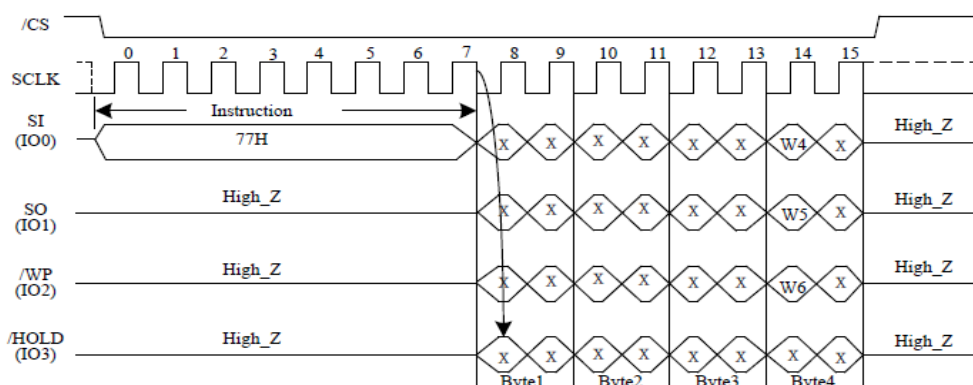 /CS
0 1 2 3 4 5 6 7 8 9 10 11 12 13 14 15
SCLK
Instruction
SI
(IO0)
77H
X X X X X X W4 X
High_Z
SO
(IO1)
High_Z
X X X X X X W5 X
High_Z
/WP
(IO2)
High_Z
X X X X X X W6 X
High_Z
/HOLD
(IO3)
High_Z
X X X X X X X X
High_Z
Byte1 Byte2 Byte3 Byte4